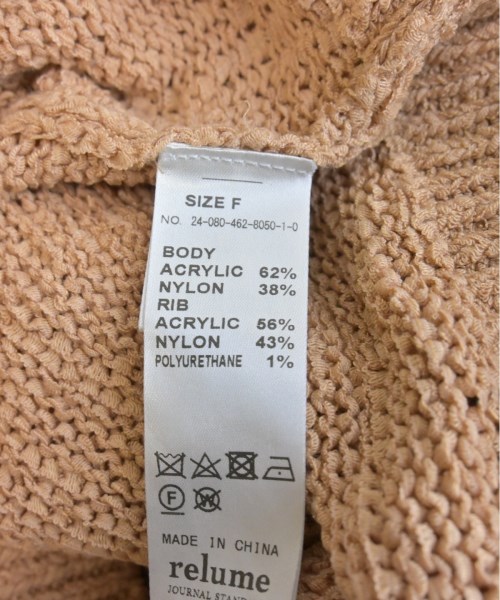 SIZE F
NO. 24-080-462-8050-1-0
BODY
ACRYLIC 62%
NYLON 38%
RIB
ACRYLIC 56%
NYLON 43%
POLYURETHANE 1%
F
W
MADE IN CHINA
relume
JOURNAL